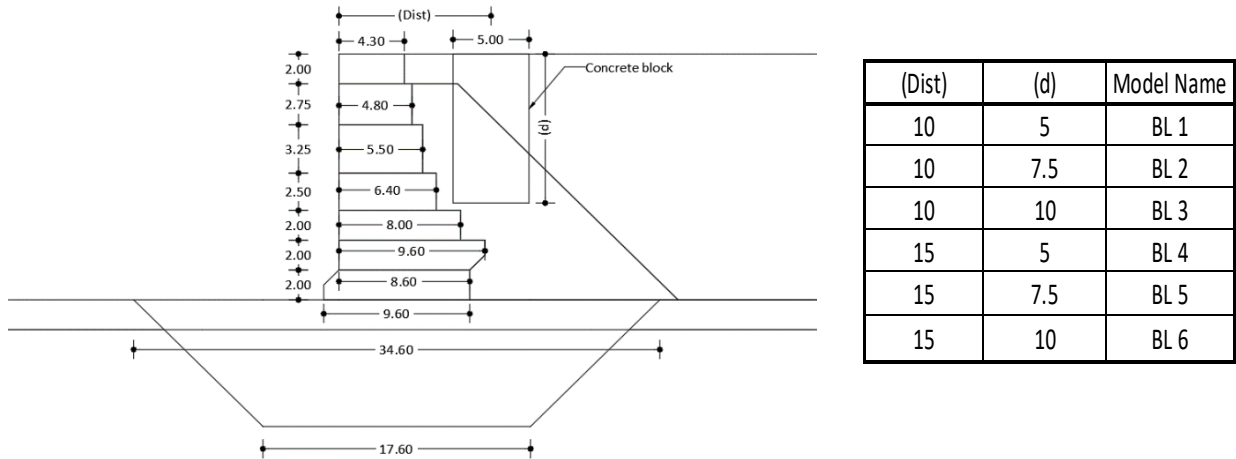 (Dist)
4.30
5.00
2.00
Concrete block
2.75
4.80
(d)
3.25
5.50
2.50
6.40
2.00
8.00
2.00
9.60
2.00
8.60
9.60
34.60
17.60
(Dist) (d) Model Name
10 5 BL 1
10 7.5 BL 2
10 10 BL 3
15 5 BL 4
15 7.5 BL 5
15 10 BL 6